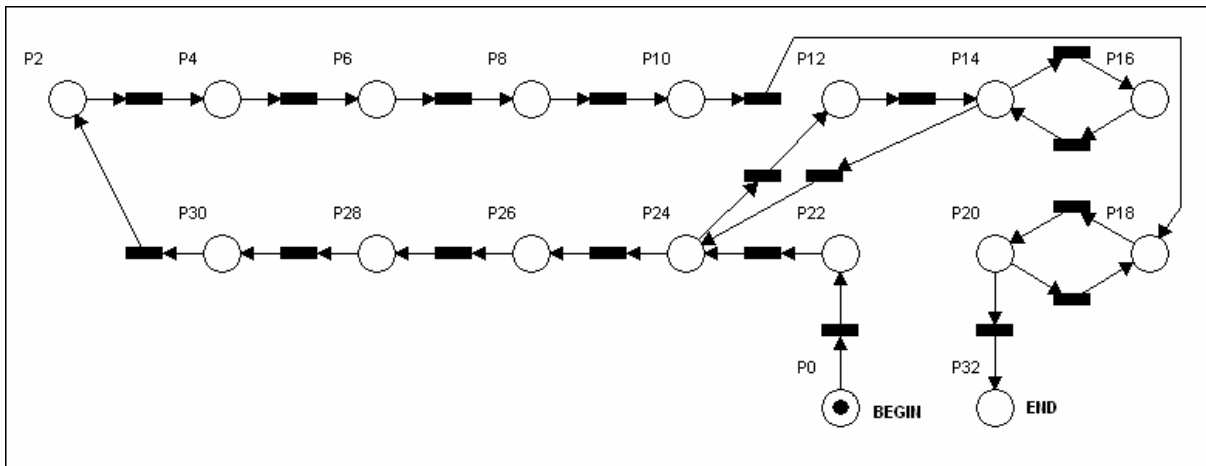 P2 P4 P6 P8 P10 P12 P14 P16
P30 P28 P26 P24 P22 P20 P18
P0 P32
BEGIN END